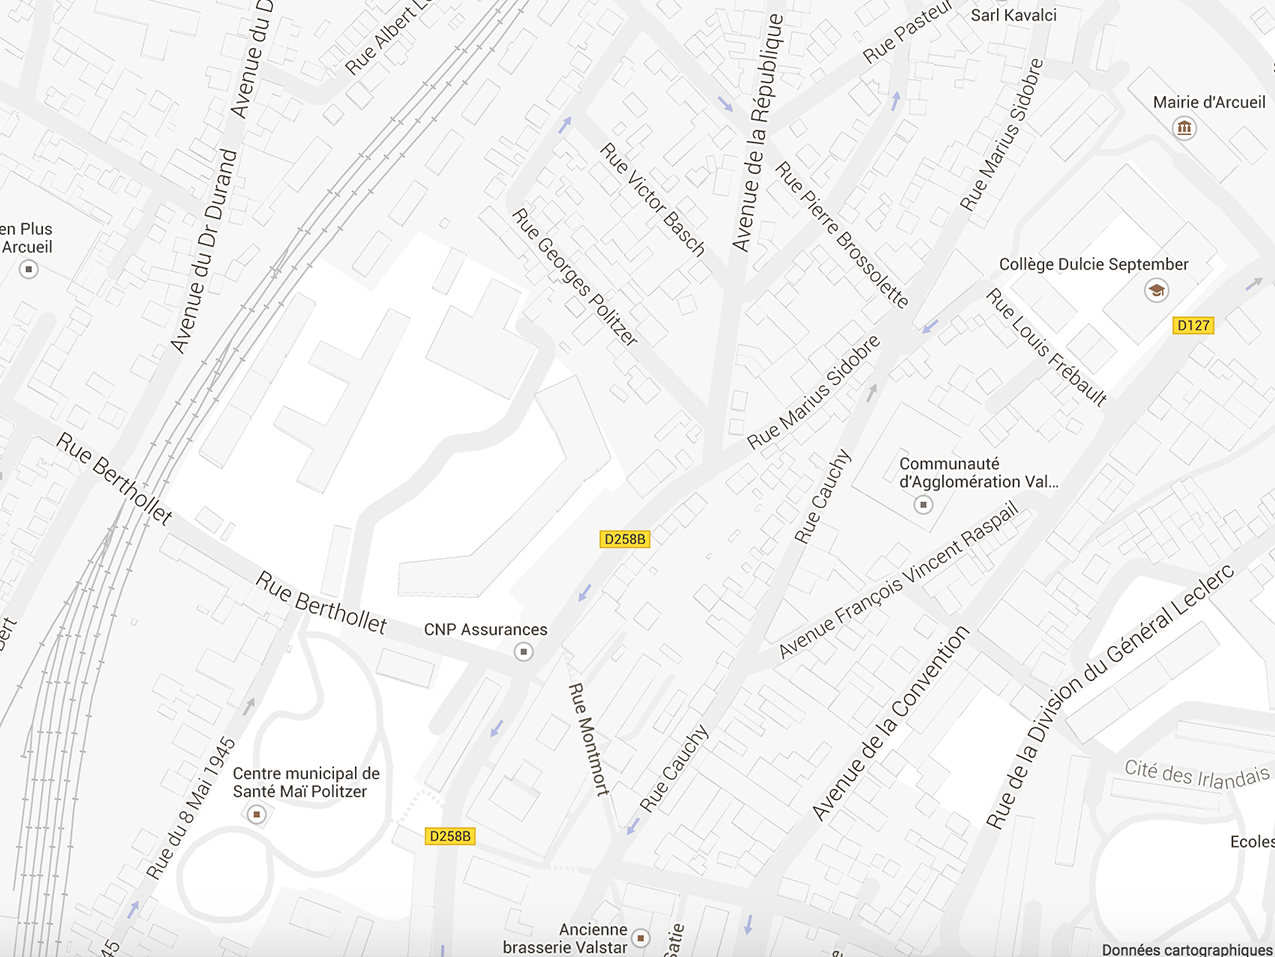 Sarl Kavalci
Rue Pasteur
Avenue du D
Rue Albert L
Avenue de la République
Rue Marius Sidobre
Mairie d'Arcueil
Avenue du Dr Durand
Rue Victor Basch
Rue Pierre Brossolette
en Plus
Arcueil
Rue Georges Politzer
Collège Dulcie September
D127
Rue Louis Frébault
Rue Marius Sidobre
Rue Berthollet
Communauté
d'Agglomération Val...
Rue Cauchy
D258B
Avenue François Vincent Raspail
Rue Berthollet
CNP Assurances
Rue de la Division du Général Leclerc
Avenue de la Convention
Rue Montmort
Rue Cauchy
Rue du 8 Mai 1945
Centre municipal de
Santé Maï Politzer
Cité des Irlandais
D258B
Ecoles
Ancienne
brasserie Valstar
atie
45
Données cartographiques